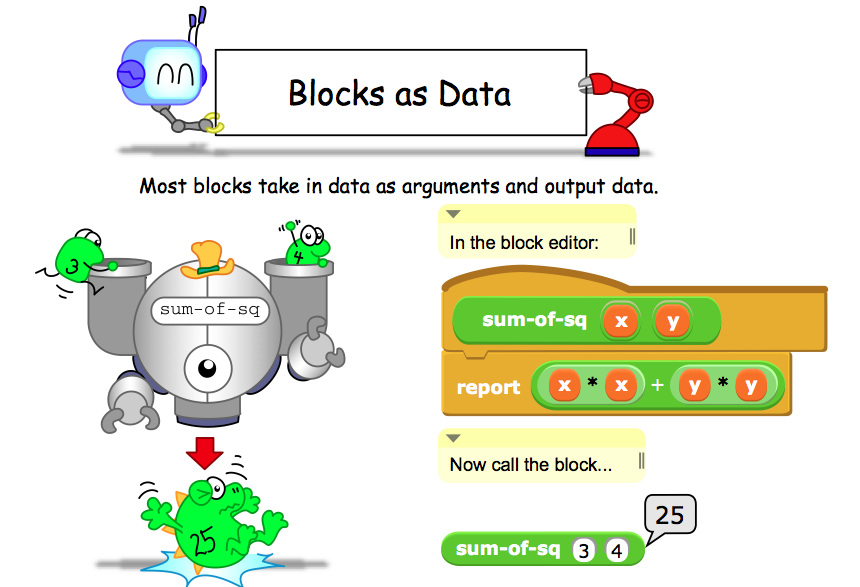 Blocks as Data
Most blocks take in data as arguments and output data.
3
4
sum-of-sq
25
In the block editor:
sum-of-sq x y
report x * x + y * y
Now call the block...
25
sum-of-sq 3 4